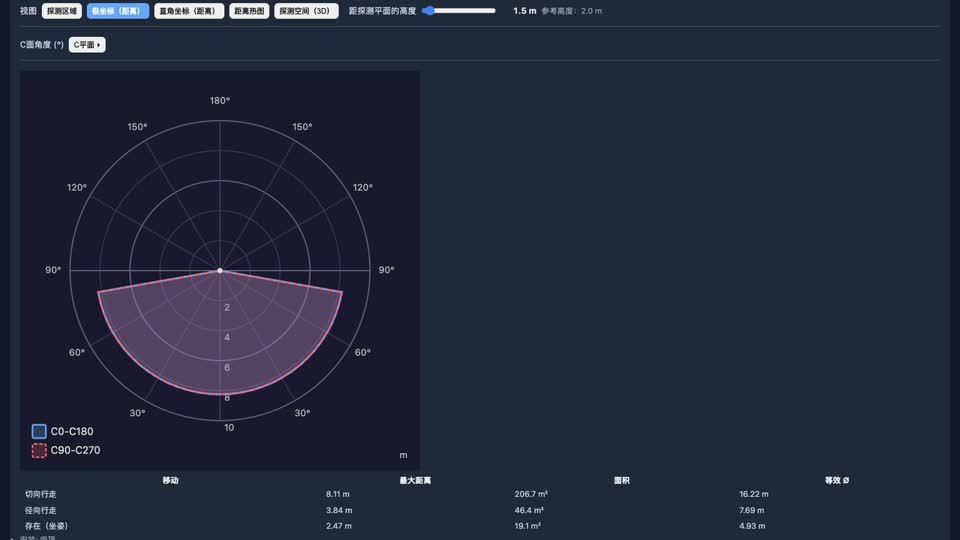 视图 探测区域 极坐标（距离） 直角坐标（距离） 距离热图 探测空间（3D） 距探测平面的高度 1.5 m 参考高度：2.0 m
C面角度 (°) C平面 ▸
180°
150° 150°
120° 120°
90° 90°
2
4
60° 60°
6
8
30° 30°
10
C0-C180
C90-C270
m
移动 最大距离 面积 等效 Ø
切向行走 8.11 m 206.7 m² 16.22 m
径向行走 3.84 m 46.4 m² 7.69 m
存在（坐姿） 2.47 m 19.1 m² 4.93 m